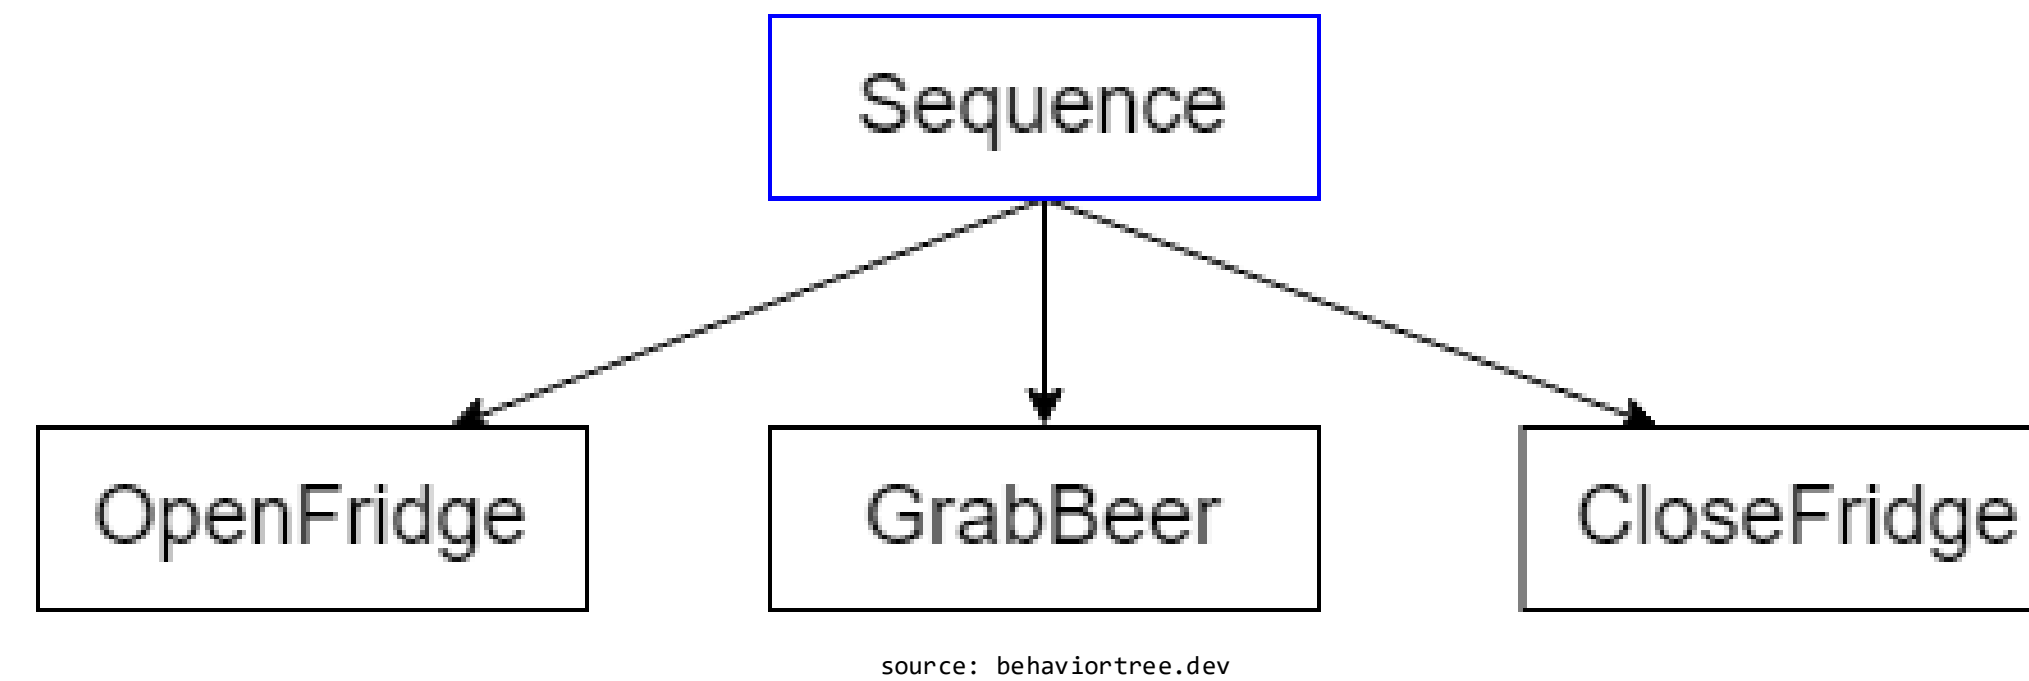 Sequence
OpenFridge
GrabBeer
CloseFridge
source: behaviortree.dev